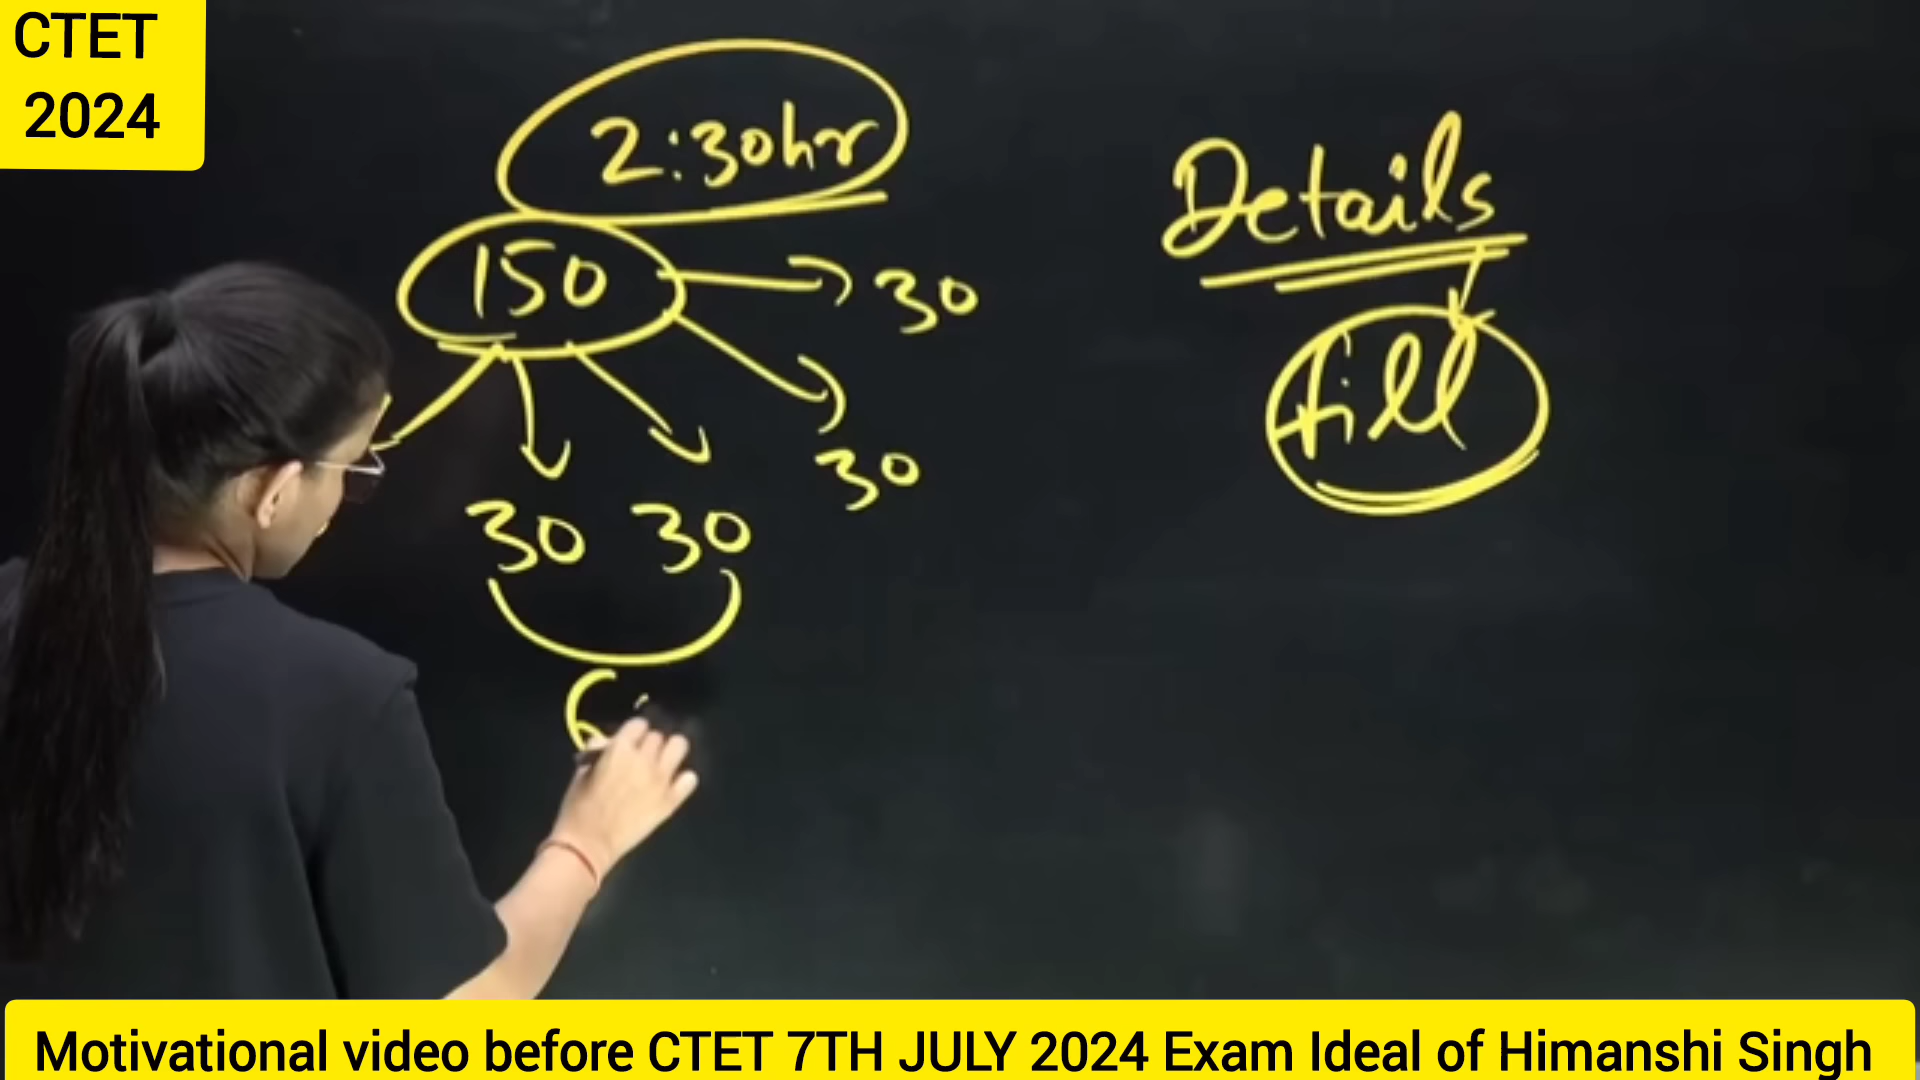 CTET
2024
2:30hr
150
30
30
30 30
6
Details
fill
Motivational video before CTET 7TH JULY 2024 Exam Ideal of Himanshi Singh